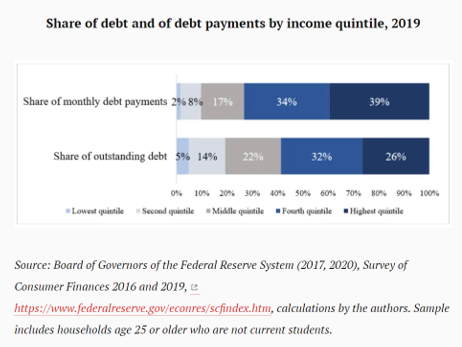 Share of debt and of debt payments by income quintile, 2019
Share of monthly debt payments 2% 8% 17% 34% 39%
Share of outstanding debt 5% 14% 22% 32% 26%
0% 10% 20% 30% 40% 50% 60% 70% 80% 90% 100%
Lowest quintile Second quintile Middle quintile Fourth quintile Highest quintile
Source: Board of Governors of the Federal Reserve System (2017, 2020), Survey of
Consumer Finances 2016 and 2019,
https://www.federalreserve.gov/econres/scfindex.htm, calculations by the authors. Sample
includes households age 25 or older who are not current students.